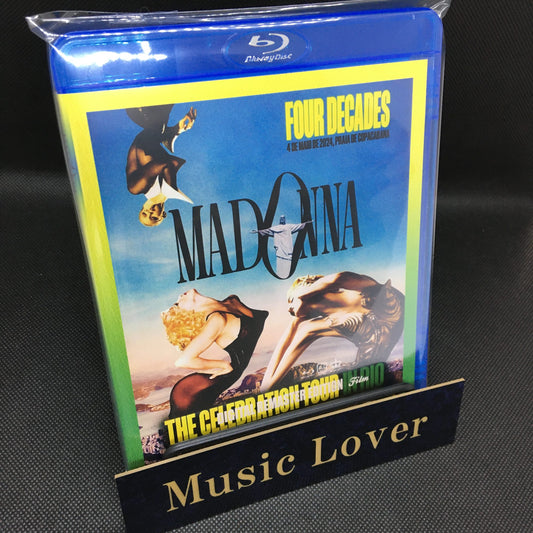 Blu-ray Disc
FOUR DECADES
4 DE MAIO DE 2024, PRAIA DE COPACABANA
MADONNA
THE CELEBRATION TOUR IN RIO
Film
Music Lover